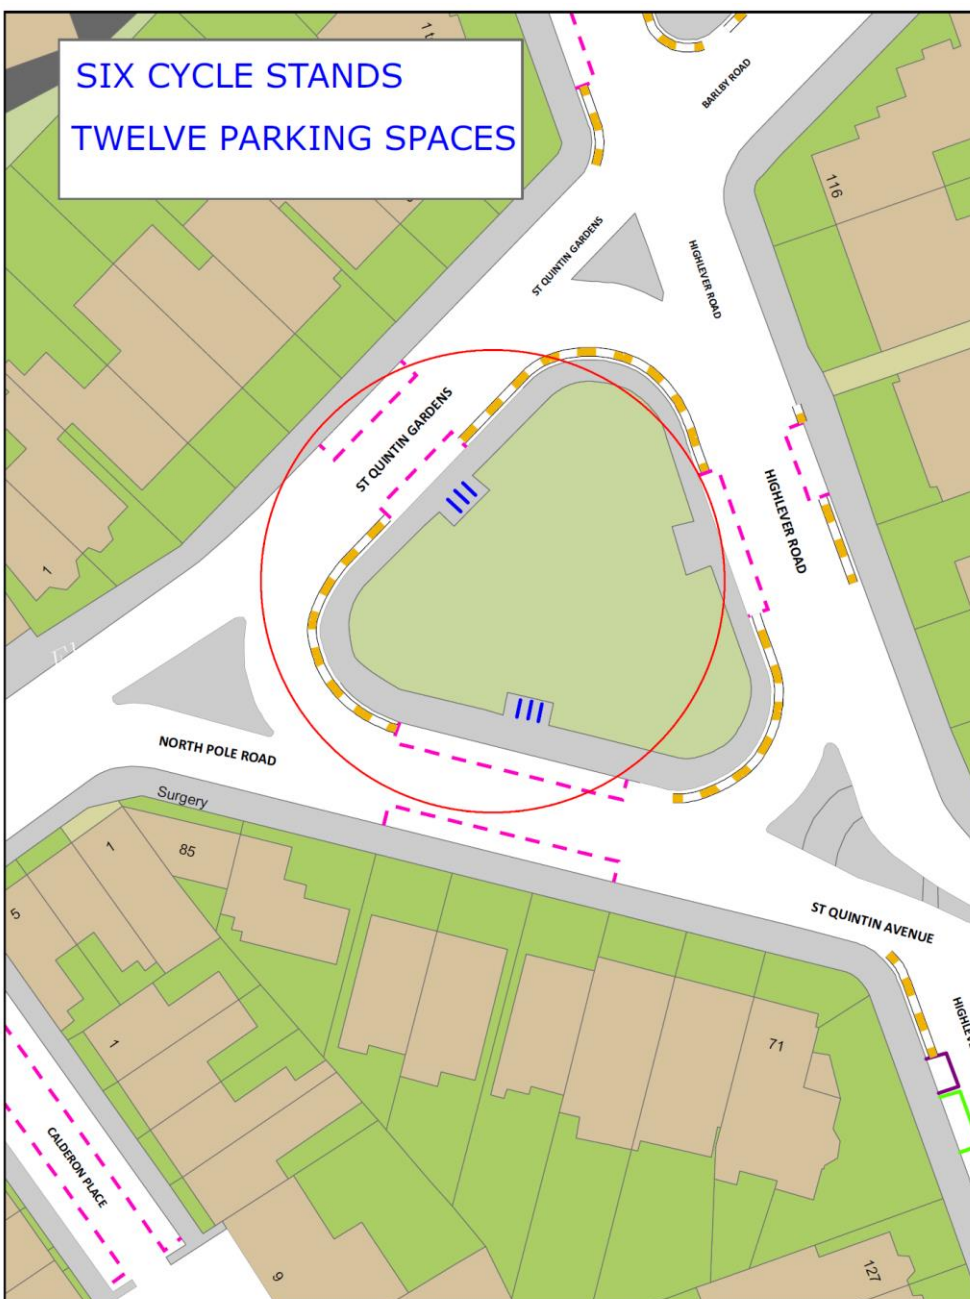 SIX CYCLE STANDS
TWELVE PARKING SPACES
BARLBY ROAD
116
ST QUINTIN GARDENS
HIGHLEVER ROAD
ST QUINTIN GARDENS
HIGHLEVER ROAD
1
NORTH POLE ROAD
Surgery
1
85
5
ST QUINTIN AVENUE
1
71
CALDERON PLACE
9
127